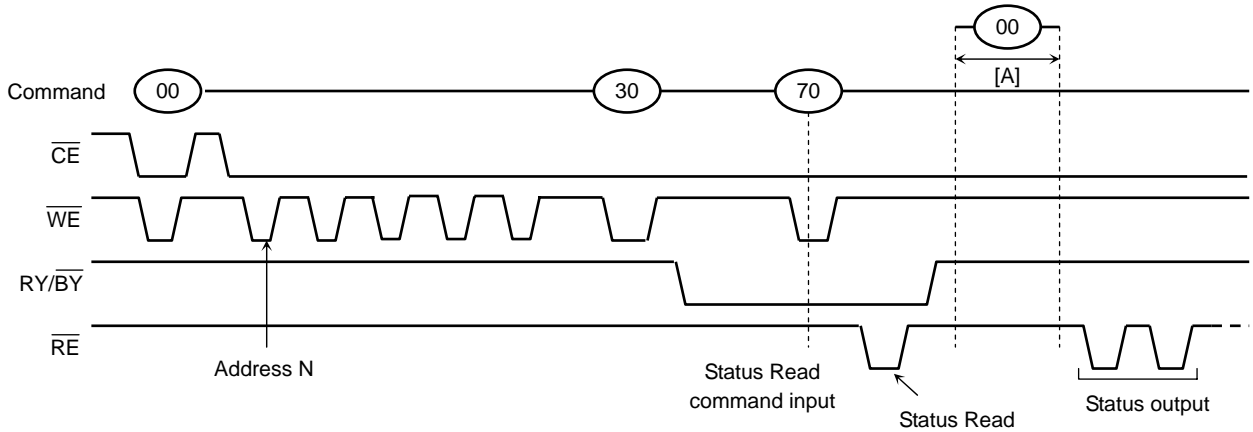 00
[A]
Command 00 30 70
CE
WE
RY/BY
RE
Address N
Status Read
command input
Status Read
Status output